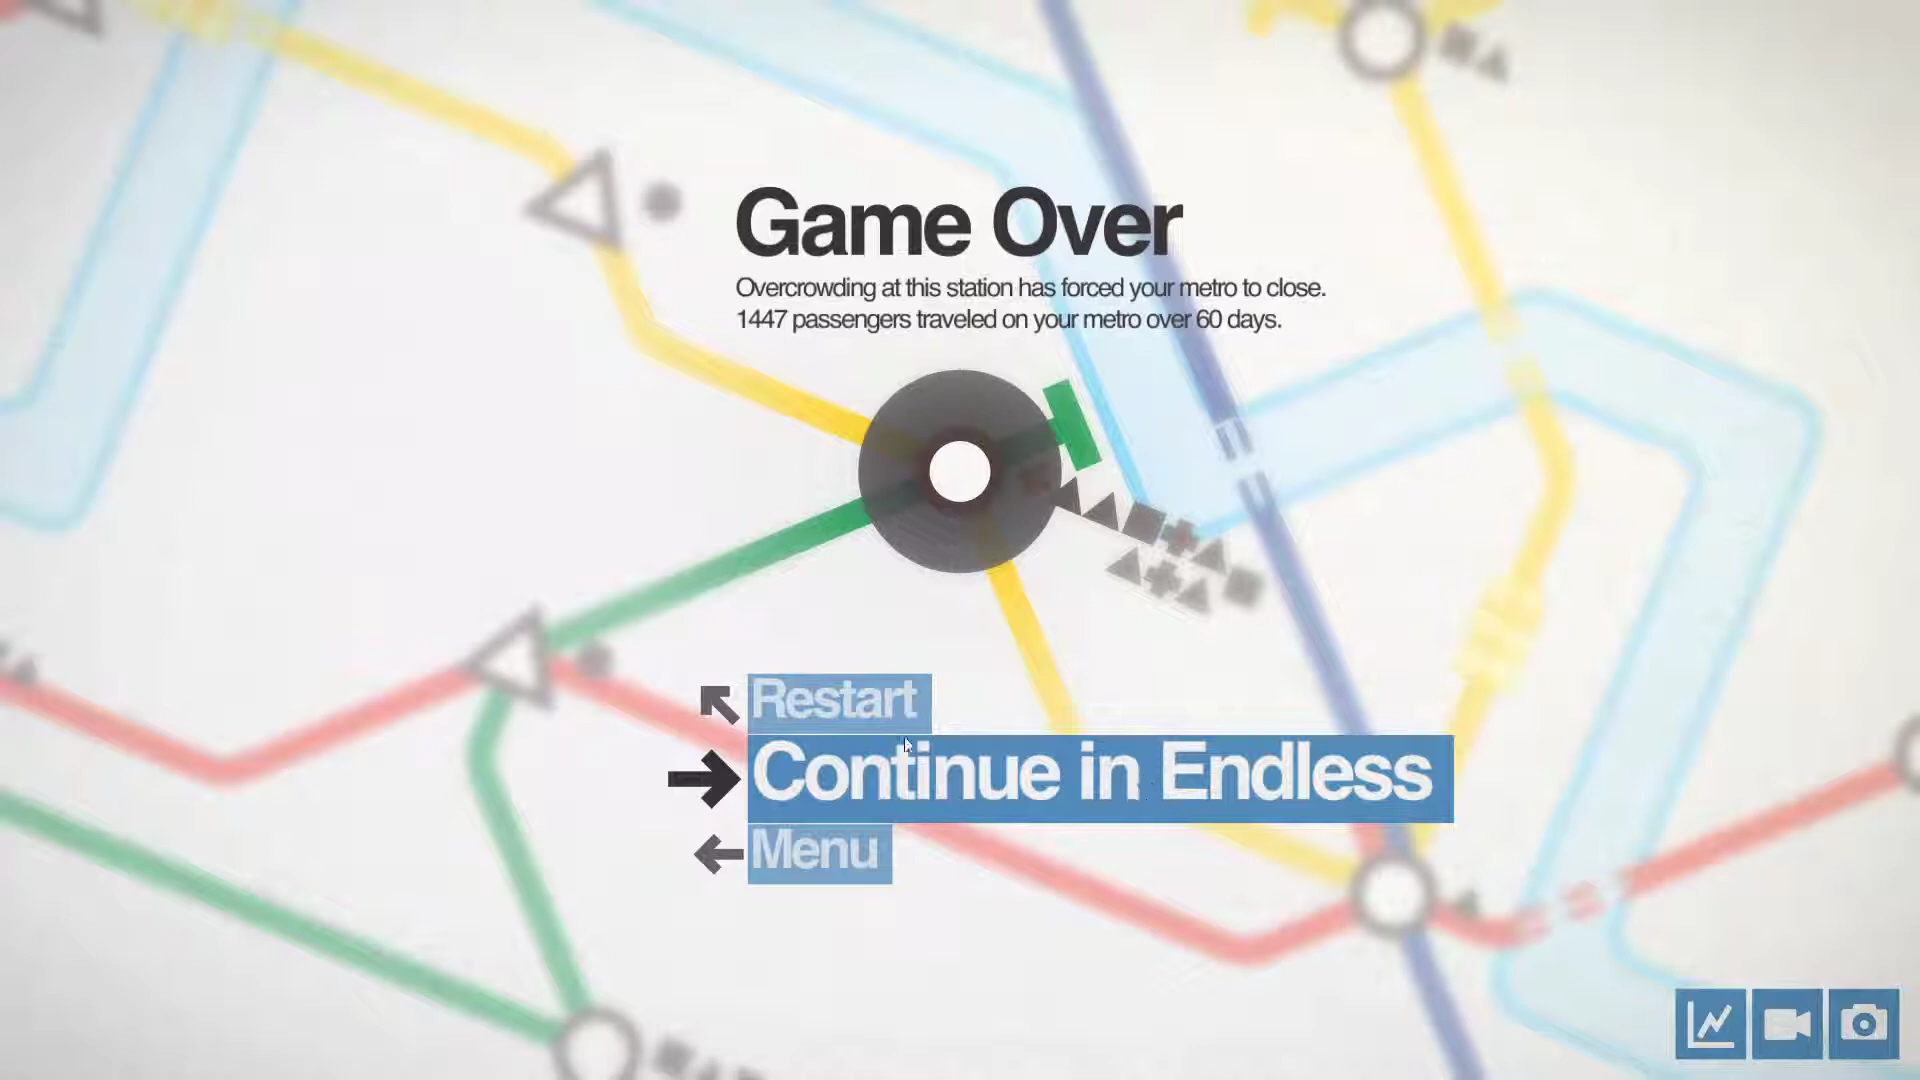 Game Over
Overcrowding at this station has forced your metro to close.
1447 passengers traveled on your metro over 60 days.
Restart
Continue in Endless
Menu